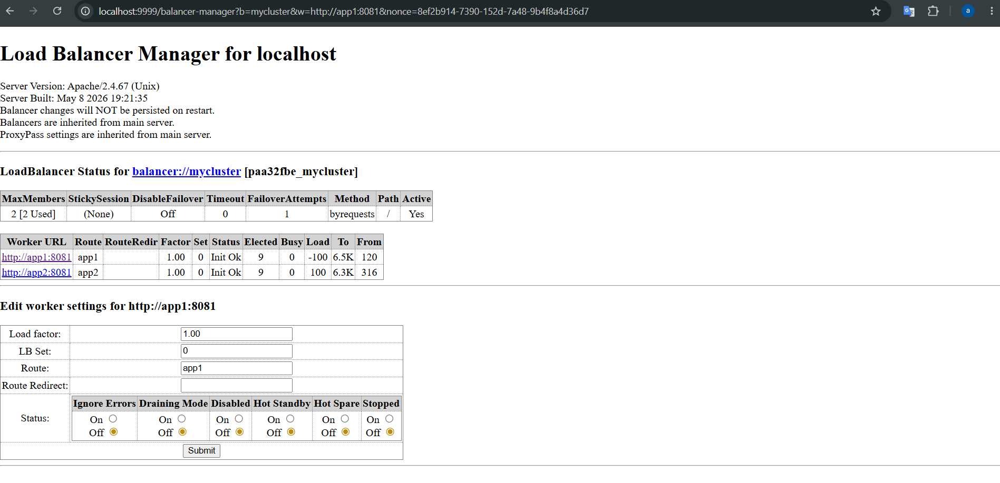 localhost:9999/balancer-manager?b=mycluster&w=http://app1:8081&nonce=8ef2b914-7390-152d-7a48-9b4f8a4d36d7
a
Load Balancer Manager for localhost
Server Version: Apache/2.4.67 (Unix)
Server Built: May 8 2026 19:21:35
Balancer changes will NOT be persisted on restart.
Balancers are inherited from main server.
ProxyPass settings are inherited from main server.
LoadBalancer Status for balancer://mycluster [paa32fbe_mycluster]
MaxMembers StickySession DisableFailover Timeout FailoverAttempts Method Path Active
2 [2 Used] (None) Off 0 1 byrequests / Yes
Worker URL Route RouteRedir Factor Set Status Elected Busy Load To From
http://app1:8081 app1 1.00 0 Init Ok 9 0 -100 6.5K 120
http://app2:8081 app2 1.00 0 Init Ok 9 0 100 6.3K 316
Edit worker settings for http://app1:8081
Load factor: 1.00
LB Set: 0
Route: app1
Route Redirect:
Status:
Ignore Errors Draining Mode Disabled Hot Standby Hot Spare Stopped
On On On On On On
Off Off Off Off Off Off
Submit